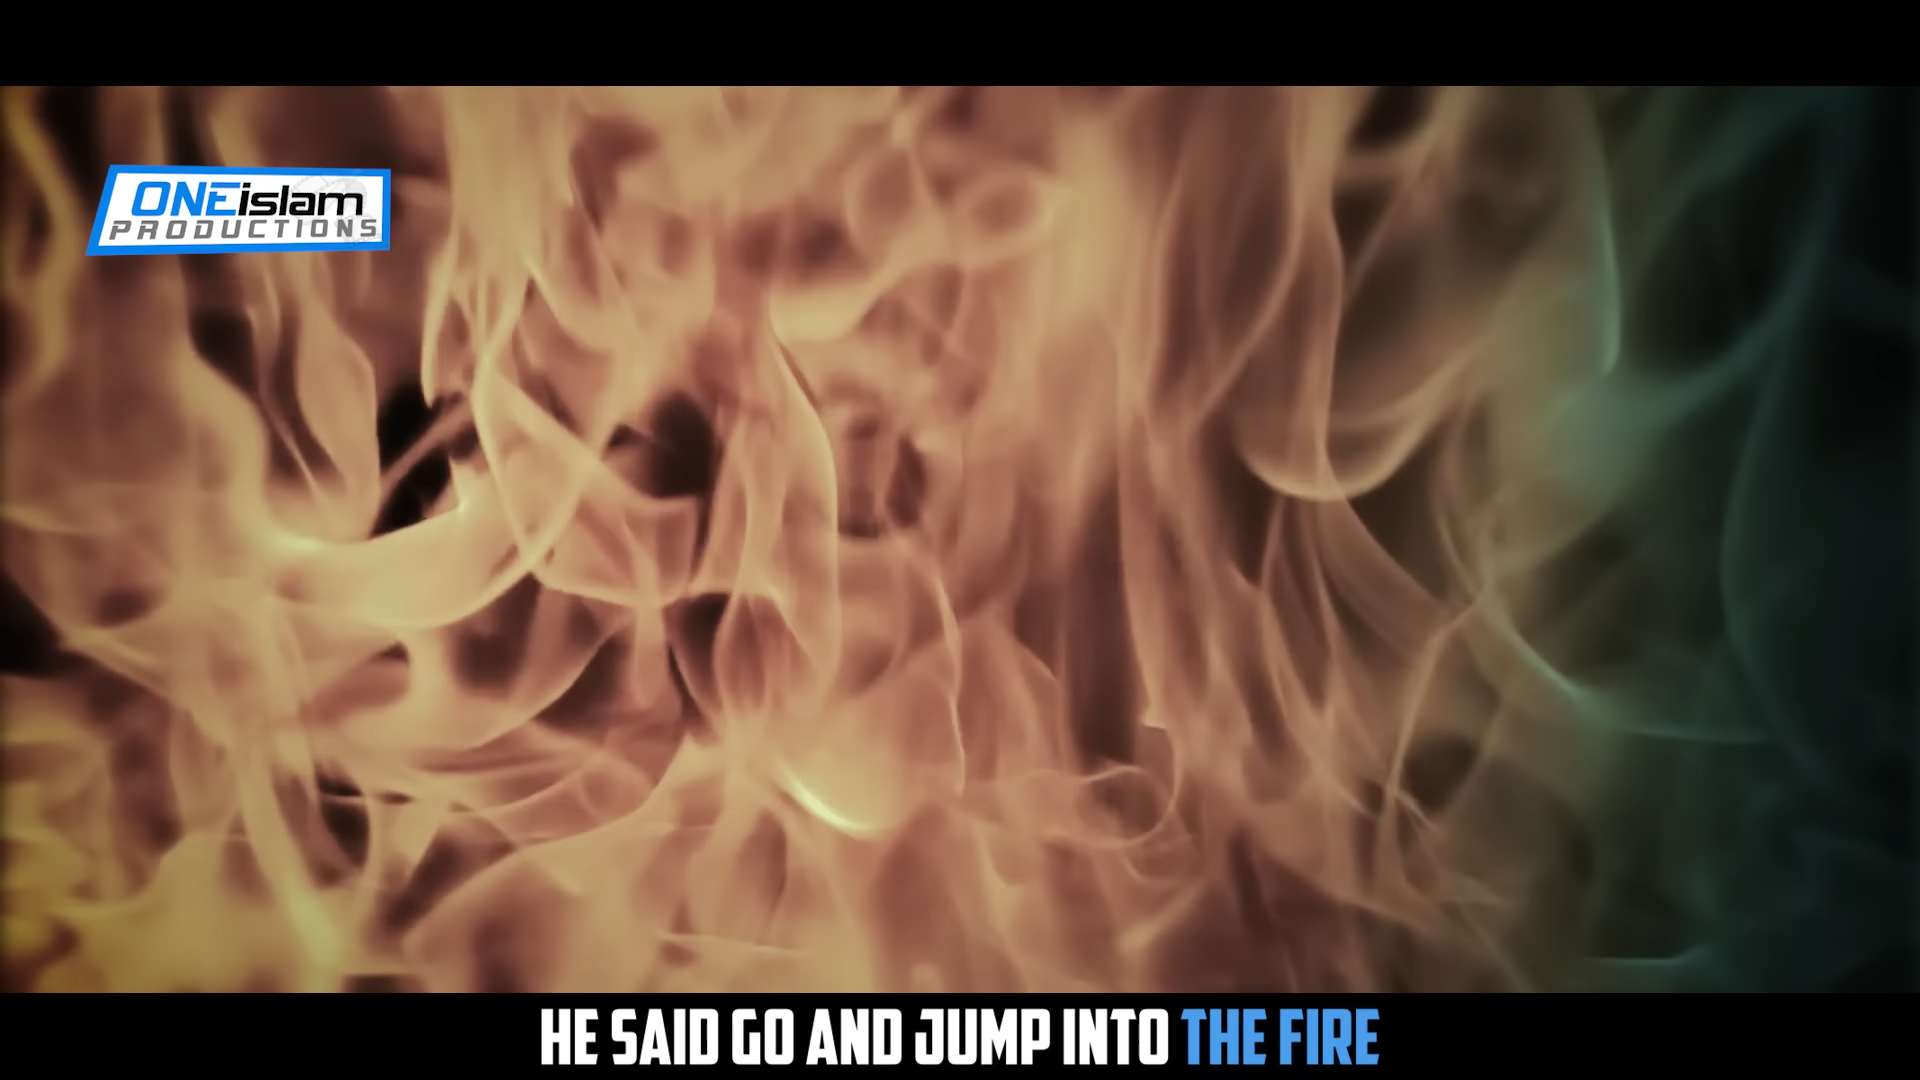 ONEislam
PRODUCTIONS
HE SAID GO AND JUMP INTO THE FIRE